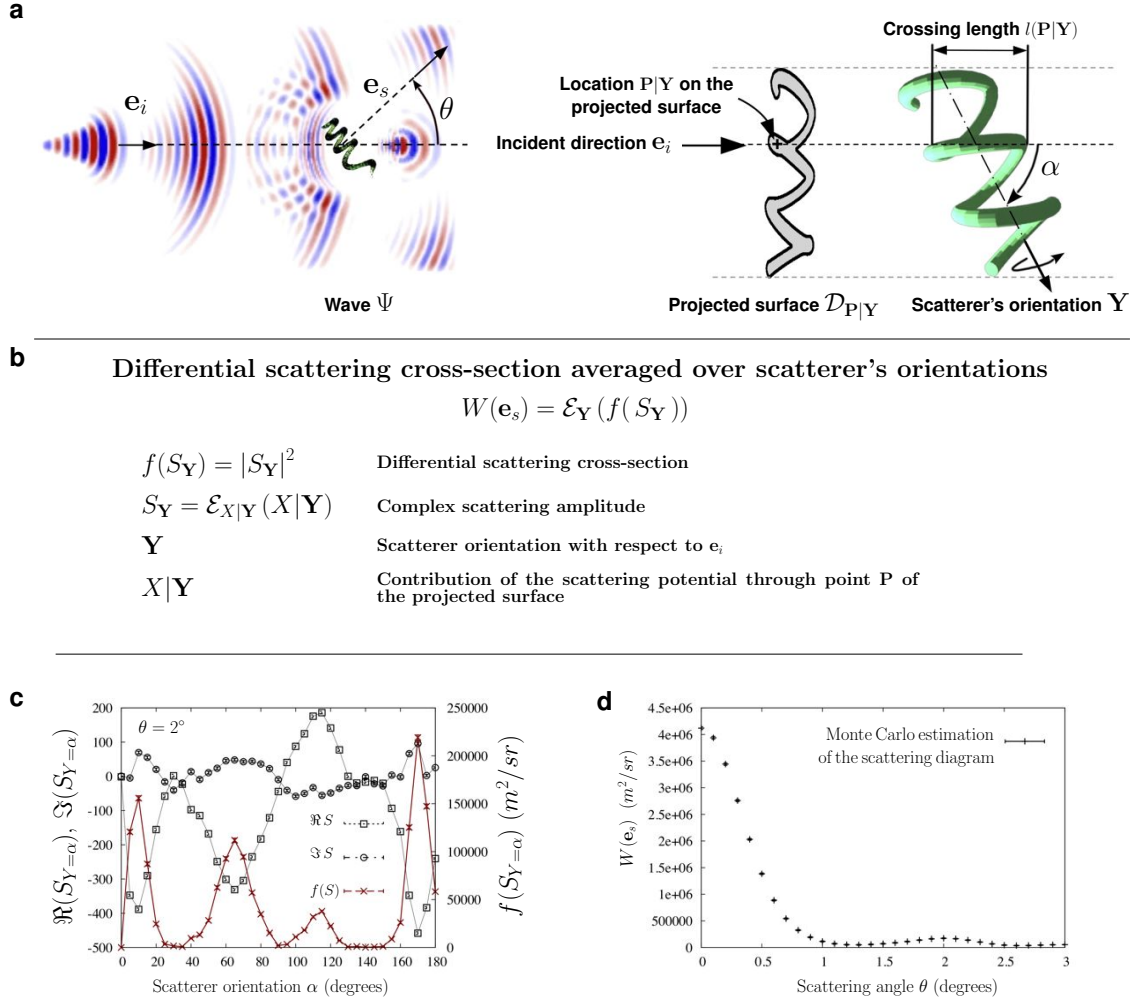 a
e_i
e_s
θ
Wave Ψ
Crossing length l(P|Y)
Location P|Y on the
projected surface
Incident direction e_i
α
Projected surface 𝒟_P|Y
Scatterer's orientation Y
b
Differential scattering cross-section averaged over scatterer's orientations
W(e_s) = ℰ_Y (f( S_Y ))
f(S_Y) = |S_Y|^2 Differential scattering cross-section
S_Y = ℰ_X|Y (X|Y) Complex scattering amplitude
Y Scatterer orientation with respect to e_i
X|Y Contribution of the scattering potential through point P of
the projected surface
c
θ = 2°
ℜ(S_Y=α), ℑ(S_Y=α)
200
100
0
-100
-200
-300
-400
-500
ℜ S
ℑ S
f(S)
250000
200000
150000
100000
50000
0
f(S_Y=α) (m^2/sr)
0 20 40 60 80 100 120 140 160 180
Scatterer orientation α (degrees)
d
W(e_s) (m^2/sr)
4.5e+06
4e+06
3.5e+06
3e+06
2.5e+06
2e+06
1.5e+06
1e+06
500000
0
Monte Carlo estimation
of the scattering diagram
0 0.5 1 1.5 2 2.5 3
Scattering angle θ (degrees)